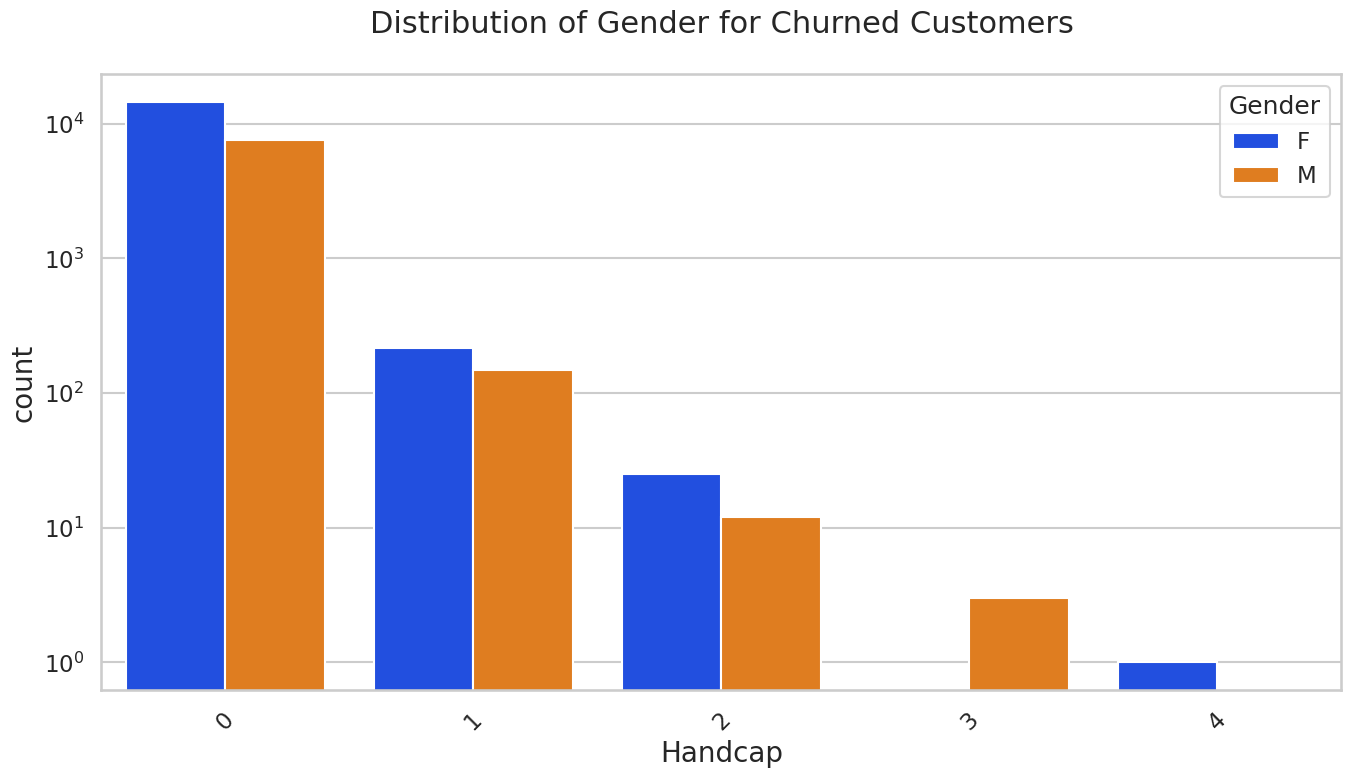 Distribution of Gender for Churned Customers
Gender
F
M
10⁴
10³
10²
10¹
10⁰
count
0 1 2 3 4
Handcap